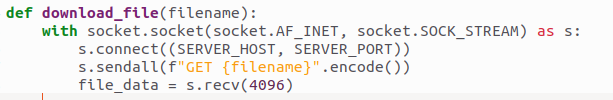 def download_file(filename):
    with socket.socket(socket.AF_INET, socket.SOCK_STREAM) as s:
        s.connect((SERVER_HOST, SERVER_PORT))
        s.sendall(f"GET {filename}".encode())
        file_data = s.recv(4096)